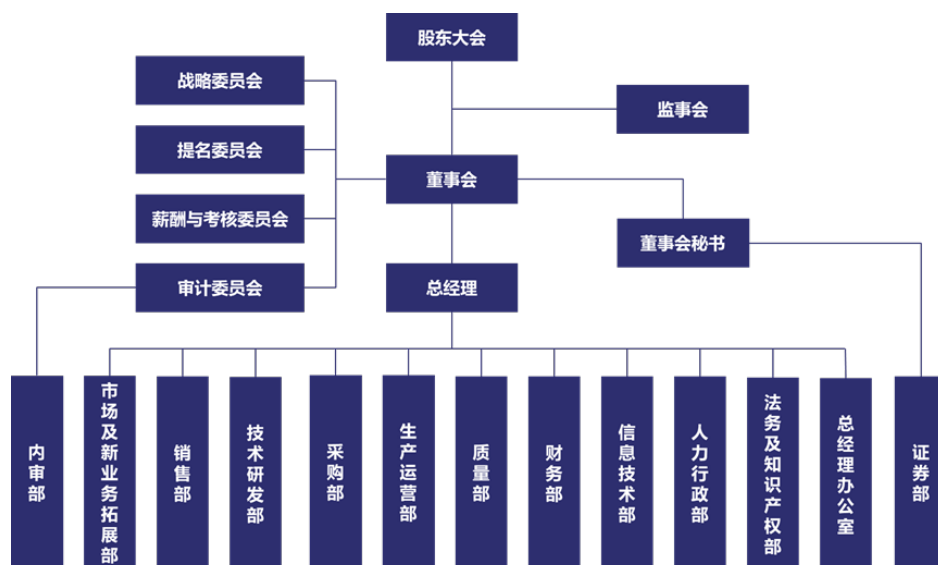 股东大会
战略委员会
监事会
提名委员会
董事会
薪酬与考核委员会
董事会秘书
审计委员会
总经理
内审部
市场及新业务拓展部
销售部
技术研发部
采购部
生产运营部
质量部
财务部
信息技术部
人力行政部
法务及知识产权部
总经理办公室
证券部